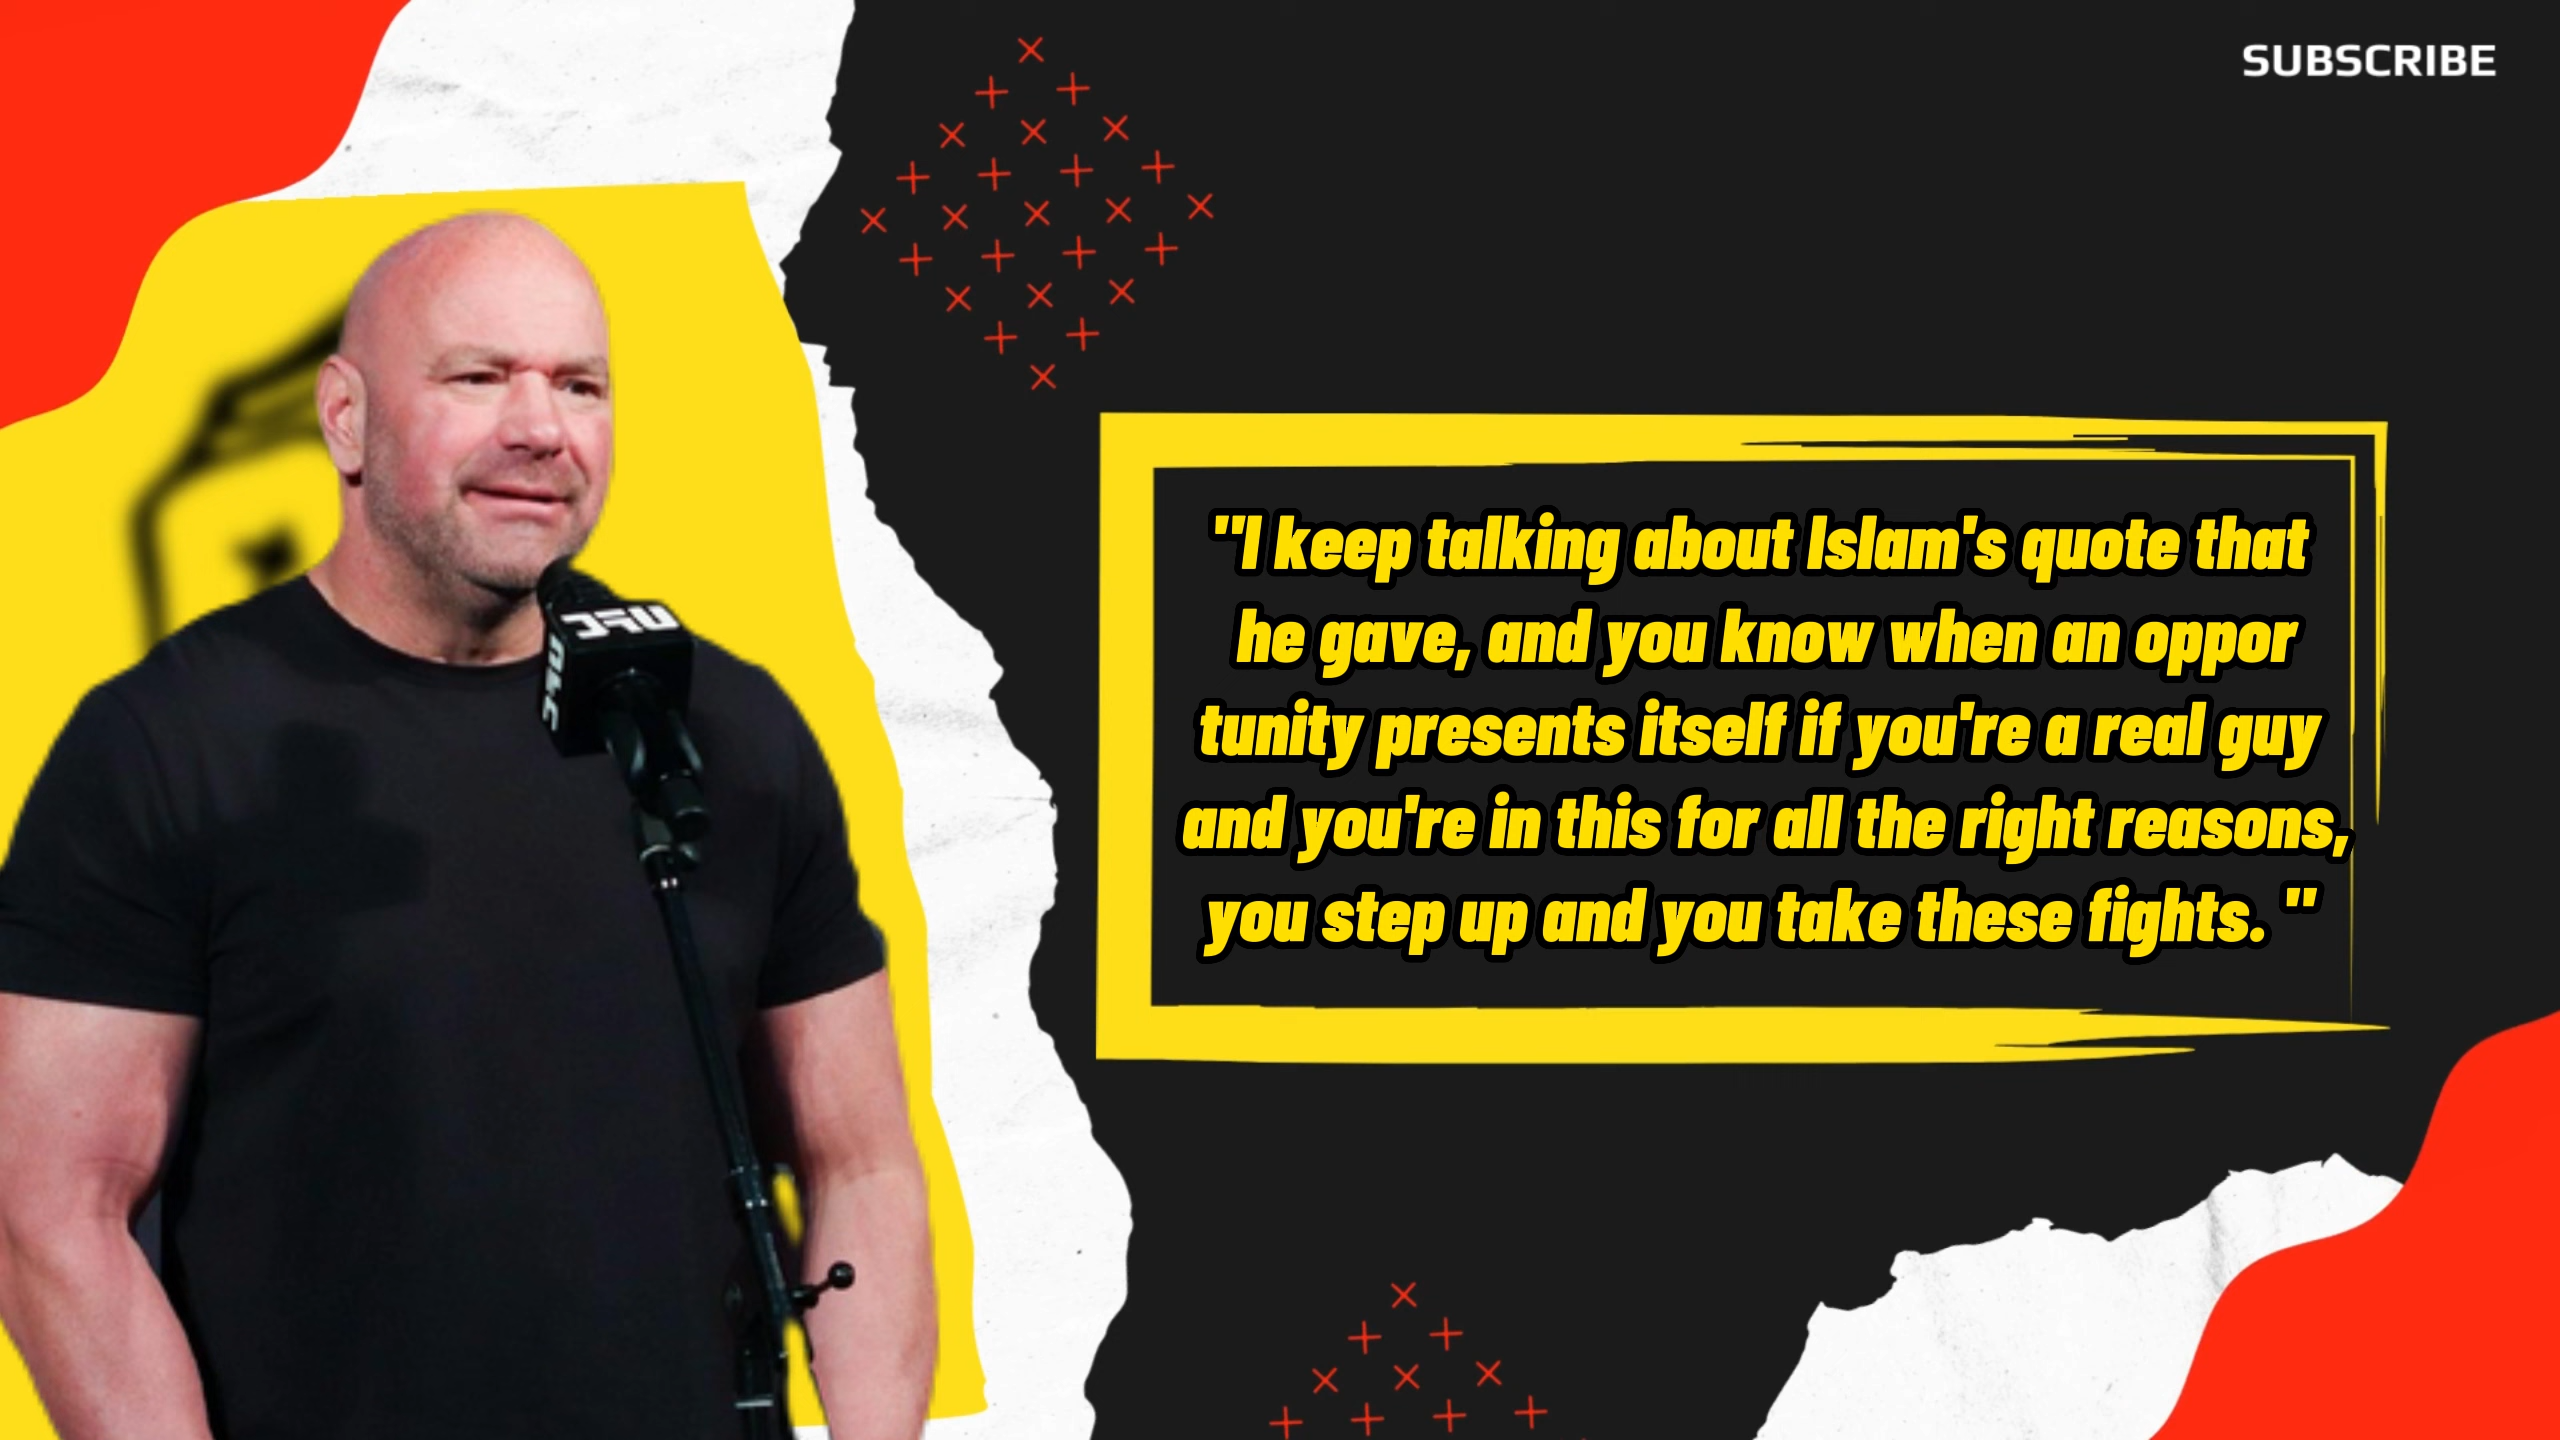 SUBSCRIBE
UFC
"I keep talking about Islam's quote that
he gave, and you know when an oppor
tunity presents itself if you're a real guy
and you're in this for all the right reasons,
you step up and you take these fights. "